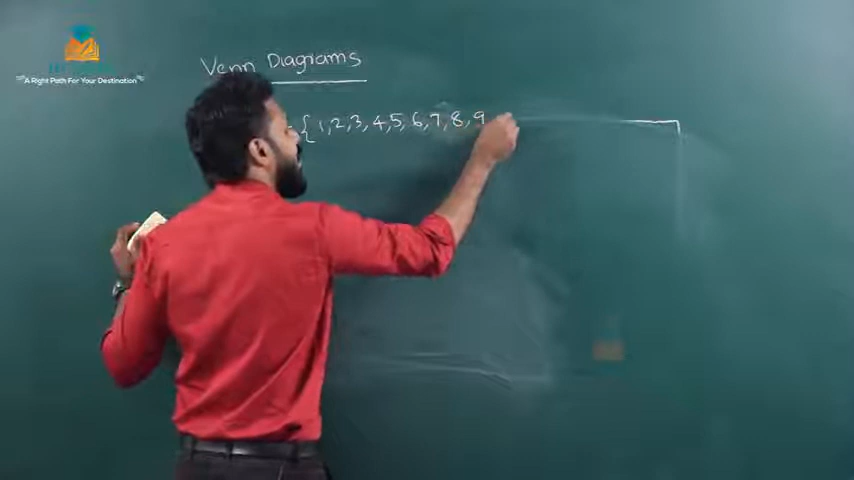 A Right Path For Your Destination
Venn Diagrams
{ 1,2,3,4,5,6,7,8,9